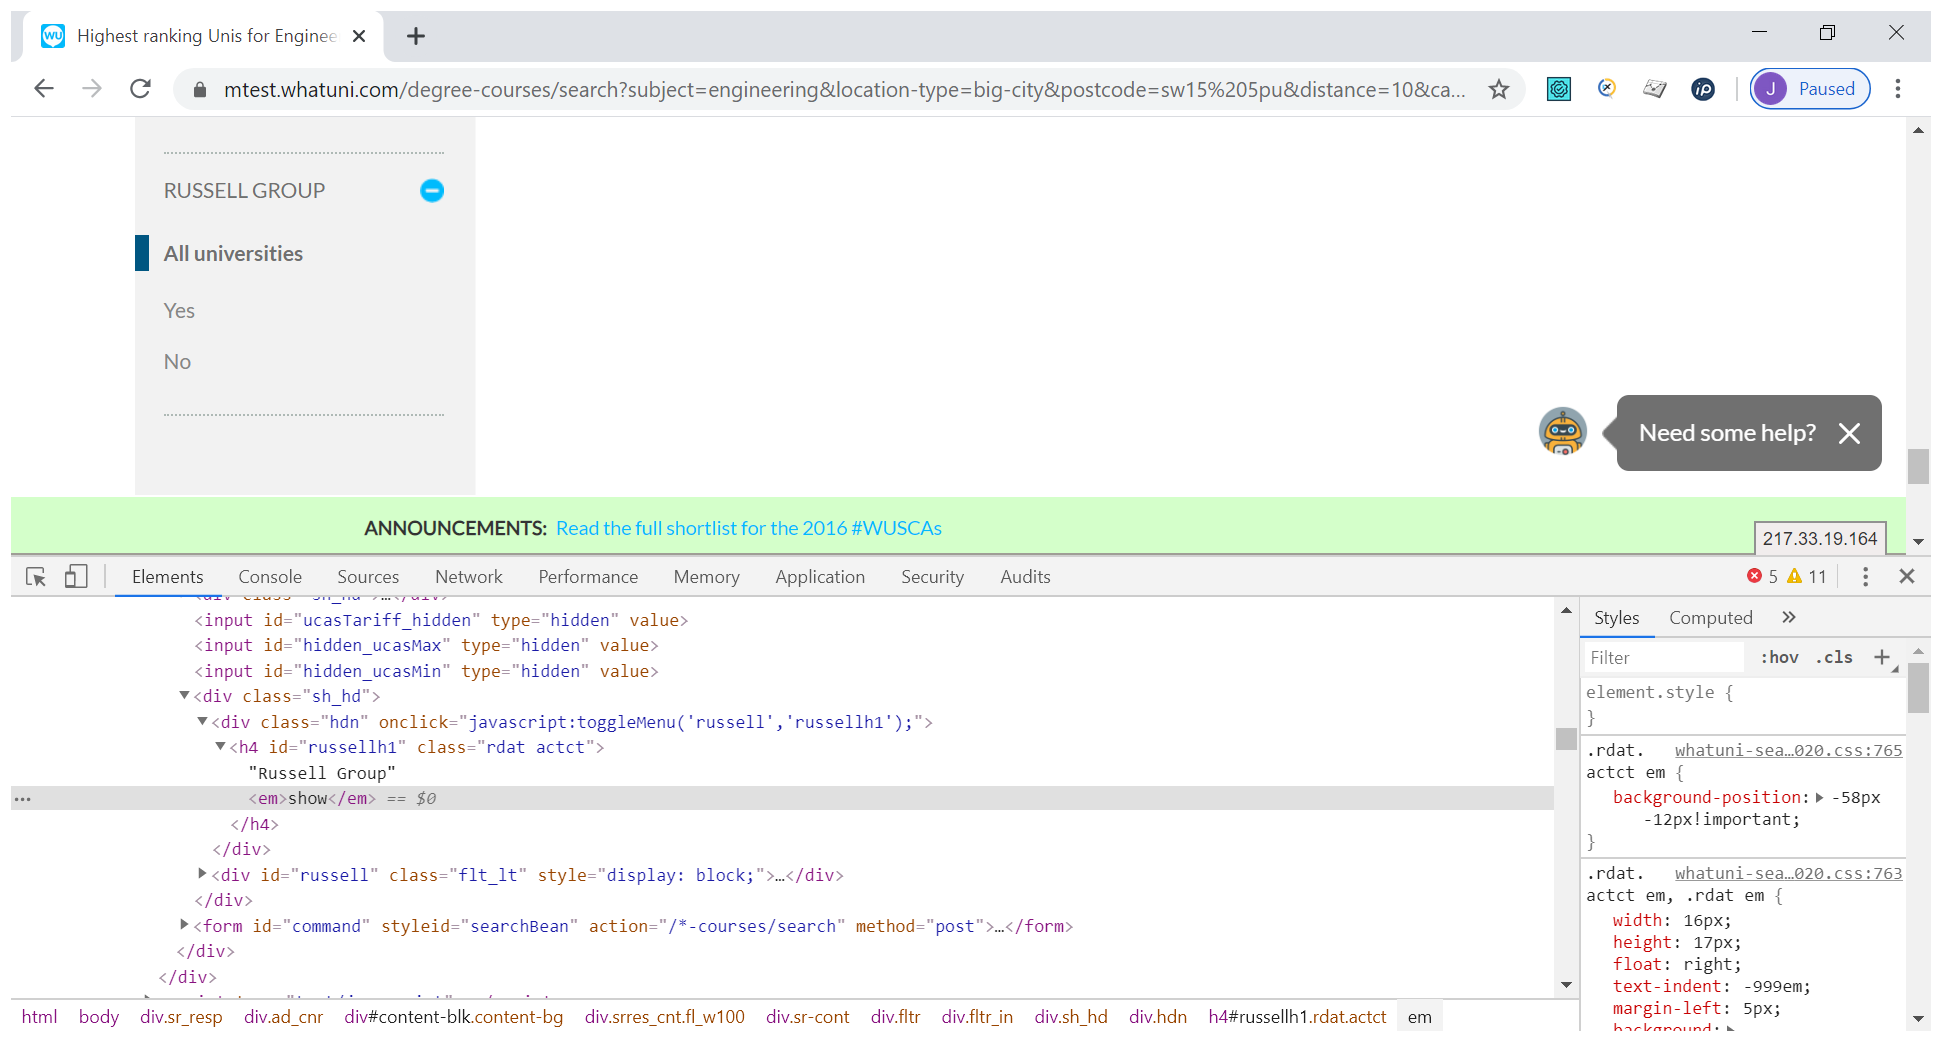 Highest ranking Unis for Enginee
mtest.whatuni.com/degree-courses/search?subject=engineering&location-type=big-city&postcode=sw15%205pu&distance=10&ca...
J Paused
RUSSELL GROUP
All universities
Yes
No
Need some help?
ANNOUNCEMENTS: Read the full shortlist for the 2016 #WUSCAs
217.33.19.164
Elements Console Sources Network Performance Memory Application Security Audits 5 11
<input id="ucasTariff_hidden" type="hidden" value>
<input id="hidden_ucasMax" type="hidden" value>
<input id="hidden_ucasMin" type="hidden" value>
<div class="sh_hd">
<div class="hdn" onclick="javascript:toggleMenu('russell','russellh1');">
<h4 id="russellh1" class="rdat actct">
"Russell Group"
<em>show</em> == $0
</h4>
</div>
<div id="russell" class="flt_lt" style="display: block;">…</div>
</div>
<form id="command" styleid="searchBean" action="/*-courses/search" method="post">…</form>
</div>
</div>
html body div.sr_resp div.ad_cnr div#content-blk.content-bg div.srres_cnt.fl_w100 div.sr-cont div.fltr div.fltr_in div.sh_hd div.hdn h4#russellh1.rdat.actct em
Styles Computed »
Filter :hov .cls +
element.style {
}
.rdat. whatuni-sea…020.css:765
actct em {
background-position: -58px
-12px!important;
}
.rdat. whatuni-sea…020.css:763
actct em, .rdat em {
width: 16px;
height: 17px;
float: right;
text-indent: -999em;
margin-left: 5px;
background: